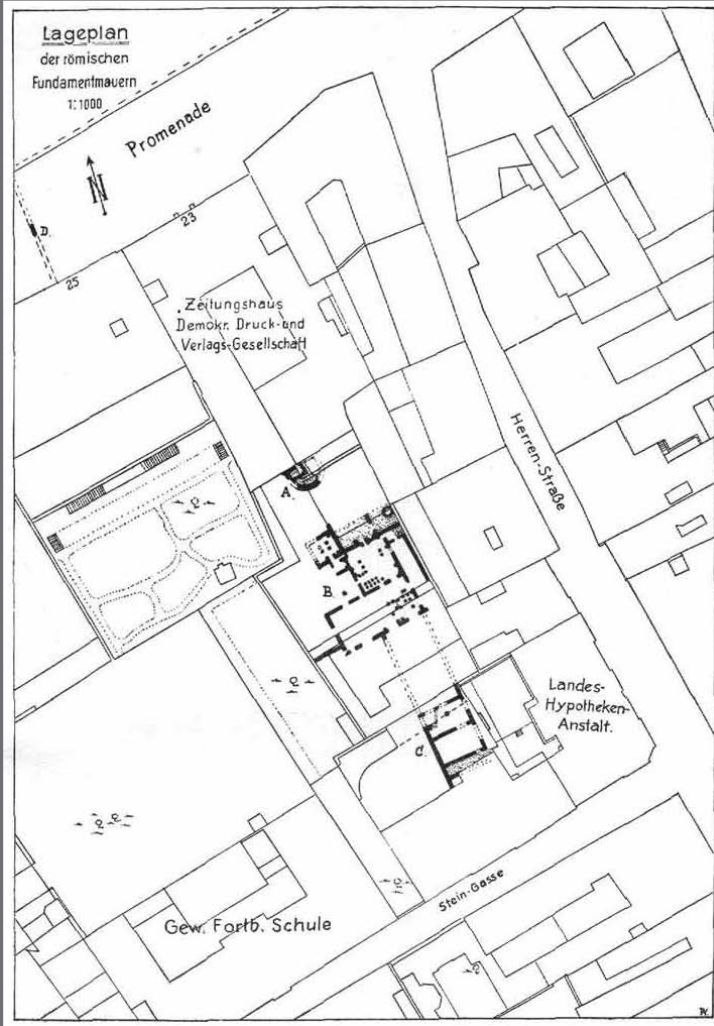 Lageplan
der römischen
Fundamentmauern
1:1000
Promenade
N
D.
23
25
Zeitungshaus
Demokr. Druck- und
Verlags-Gesellschaft
Herren-Straße
A.
B
Landes-
Hypotheken-
Anstalt.
C.
Stein-Gasse
Gew. Fortb. Schule